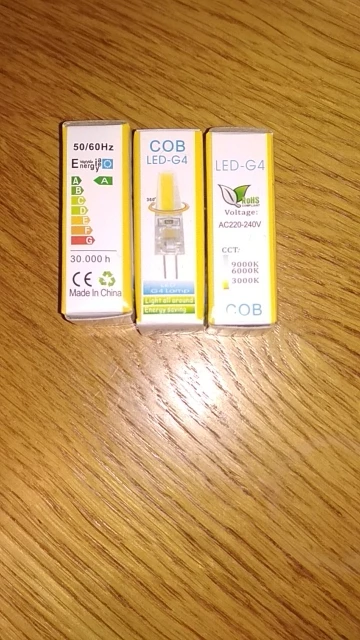 50/60Hz
Energy
A
A
B
C
D
E
F
G
30.000 h
CE
Made In China
COB
LED-G4
360°
G4 Lamp
Light all around
Energy saving
LED-G4
RoHS
Voltage:
AC220-240V
CCT:
9000K
6000K
3000K
COB